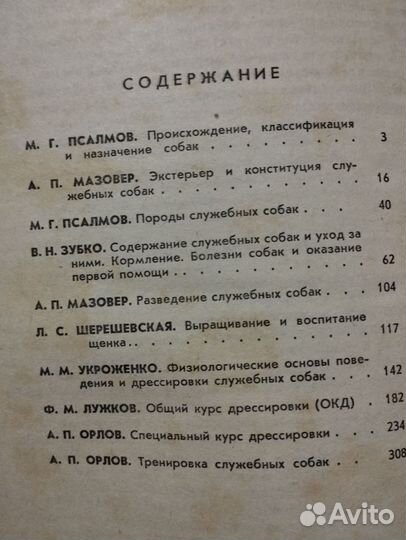 СОДЕРЖАНИЕ
М. Г. ПСАЛМОВ. Происхождение, классификация
и назначение собак . . . . . . . . 3
А. П. МАЗОВЕР. Экстерьер и конституция слу-
жебных собак . . . . . . . . . . 16
М. Г. ПСАЛМОВ. Породы служебных собак . . . 40
В. Н. ЗУБКО. Содержание служебных собак и уход за
ними. Кормление. Болезни собак и оказание
первой помощи . . . . . . . . . . 62
А. П. МАЗОВЕР. Разведение служебных собак . . 104
Л. С. ШЕРЕШЕВСКАЯ. Выращивание и воспитание
щенка . . . . . . . . . . . . . 117
М. М. УКРОЖЕНКО. Физиологические основы пове-
дения и дрессировки служебных собак . . . 142
Ф. М. ЛУЖКОВ. Общий курс дрессировки (ОКД) . 182
А. П. ОРЛОВ. Специальный курс дрессировки . . . 234
А. П. ОРЛОВ. Тренировка служебных собак . . . 308
Avito